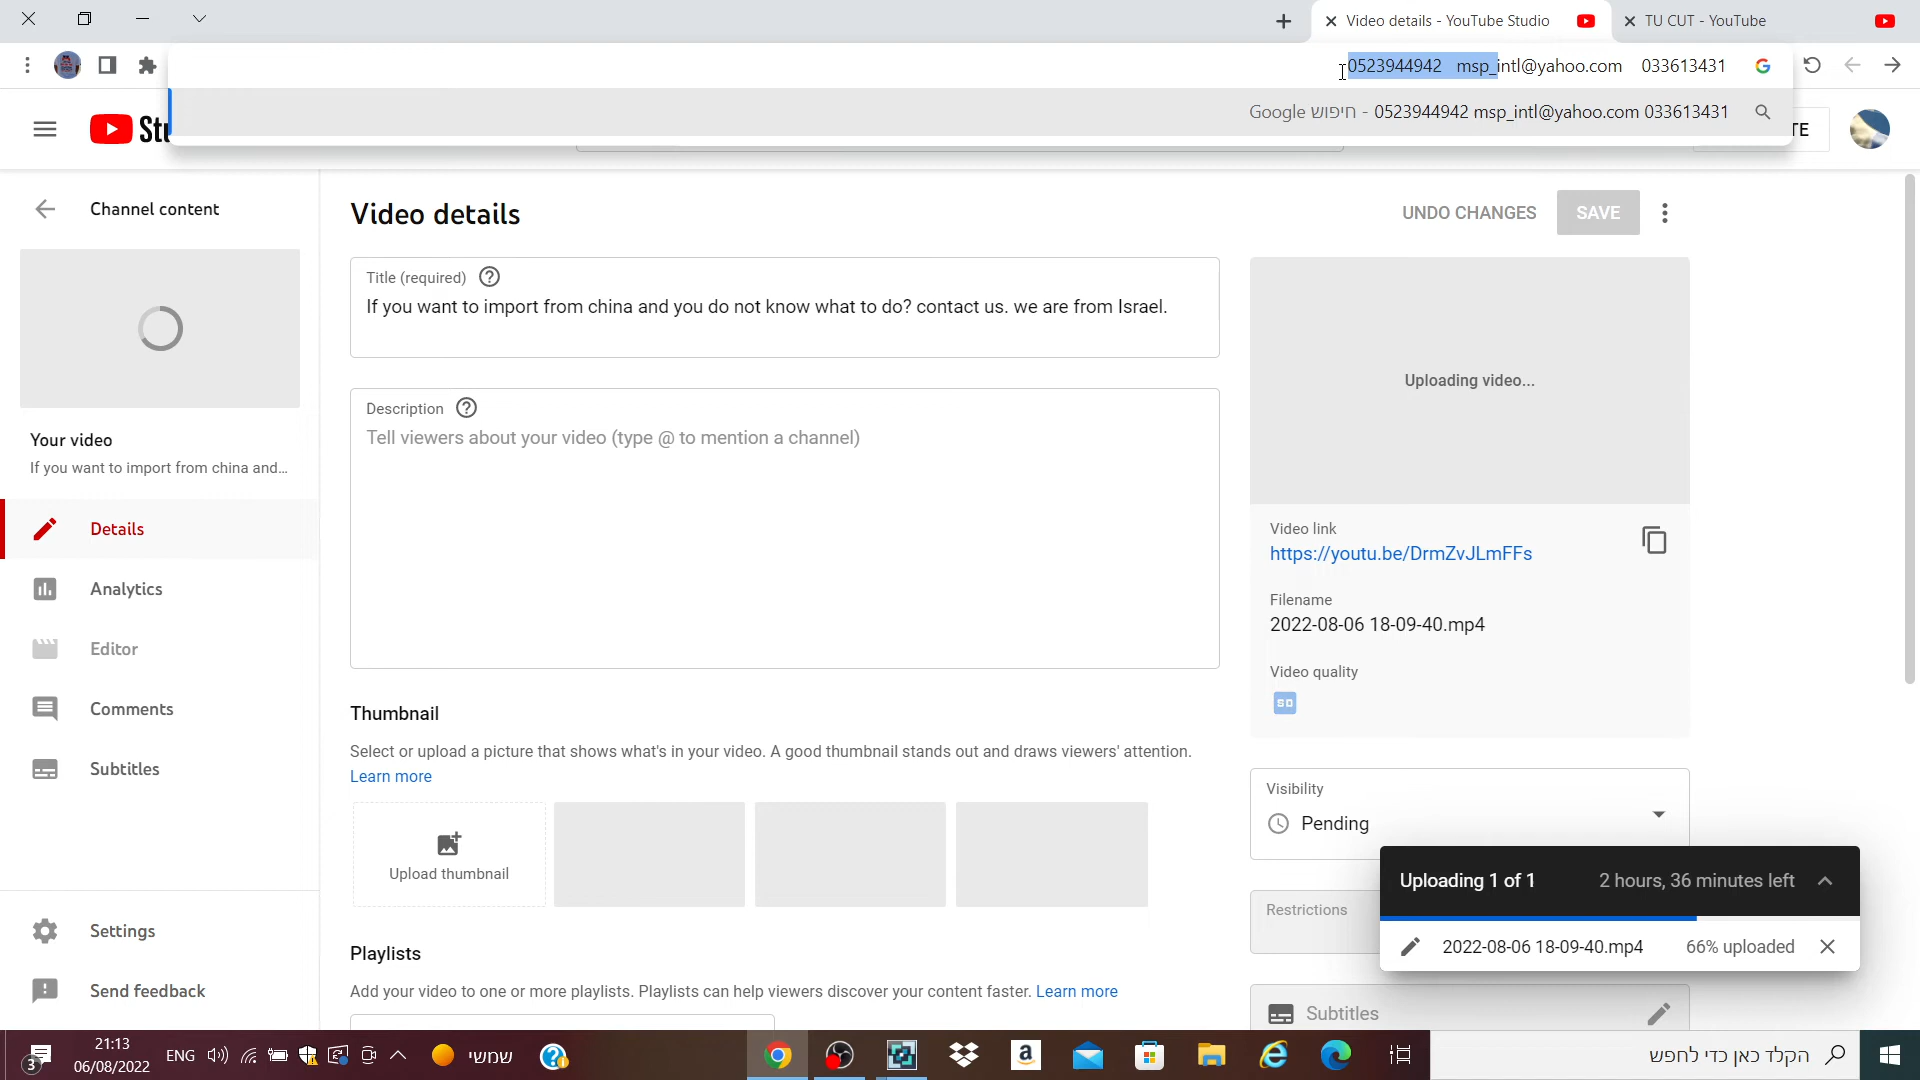 Video details - YouTube Studio
TU CUT - YouTube
0523944942 msp_intl@yahoo.com 033613431
0523944942 msp_intl@yahoo.com 033613431 - חיפוש Google
Stu
TE
Channel content
Your video
If you want to import from china and...
Details
Analytics
Editor
Comments
Subtitles
Settings
Send feedback
Video details
UNDO CHANGES
SAVE
Title (required)
If you want to import from china and you do not know what to do? contact us. we are from Israel.
Description
Tell viewers about your video (type @ to mention a channel)
Thumbnail
Select or upload a picture that shows what's in your video. A good thumbnail stands out and draws viewers' attention.
Learn more
Upload thumbnail
Playlists
Add your video to one or more playlists. Playlists can help viewers discover your content faster. Learn more
Uploading video...
Video link
https://youtu.be/DrmZvJLmFFs
Filename
2022-08-06 18-09-40.mp4
Video quality
SD
Visibility
Pending
Restrictions
Uploading 1 of 1
2 hours, 36 minutes left
2022-08-06 18-09-40.mp4
66% uploaded
Subtitles
3
21:13
06/08/2022
ENG
שמשי
הקלד כאן כדי לחפש